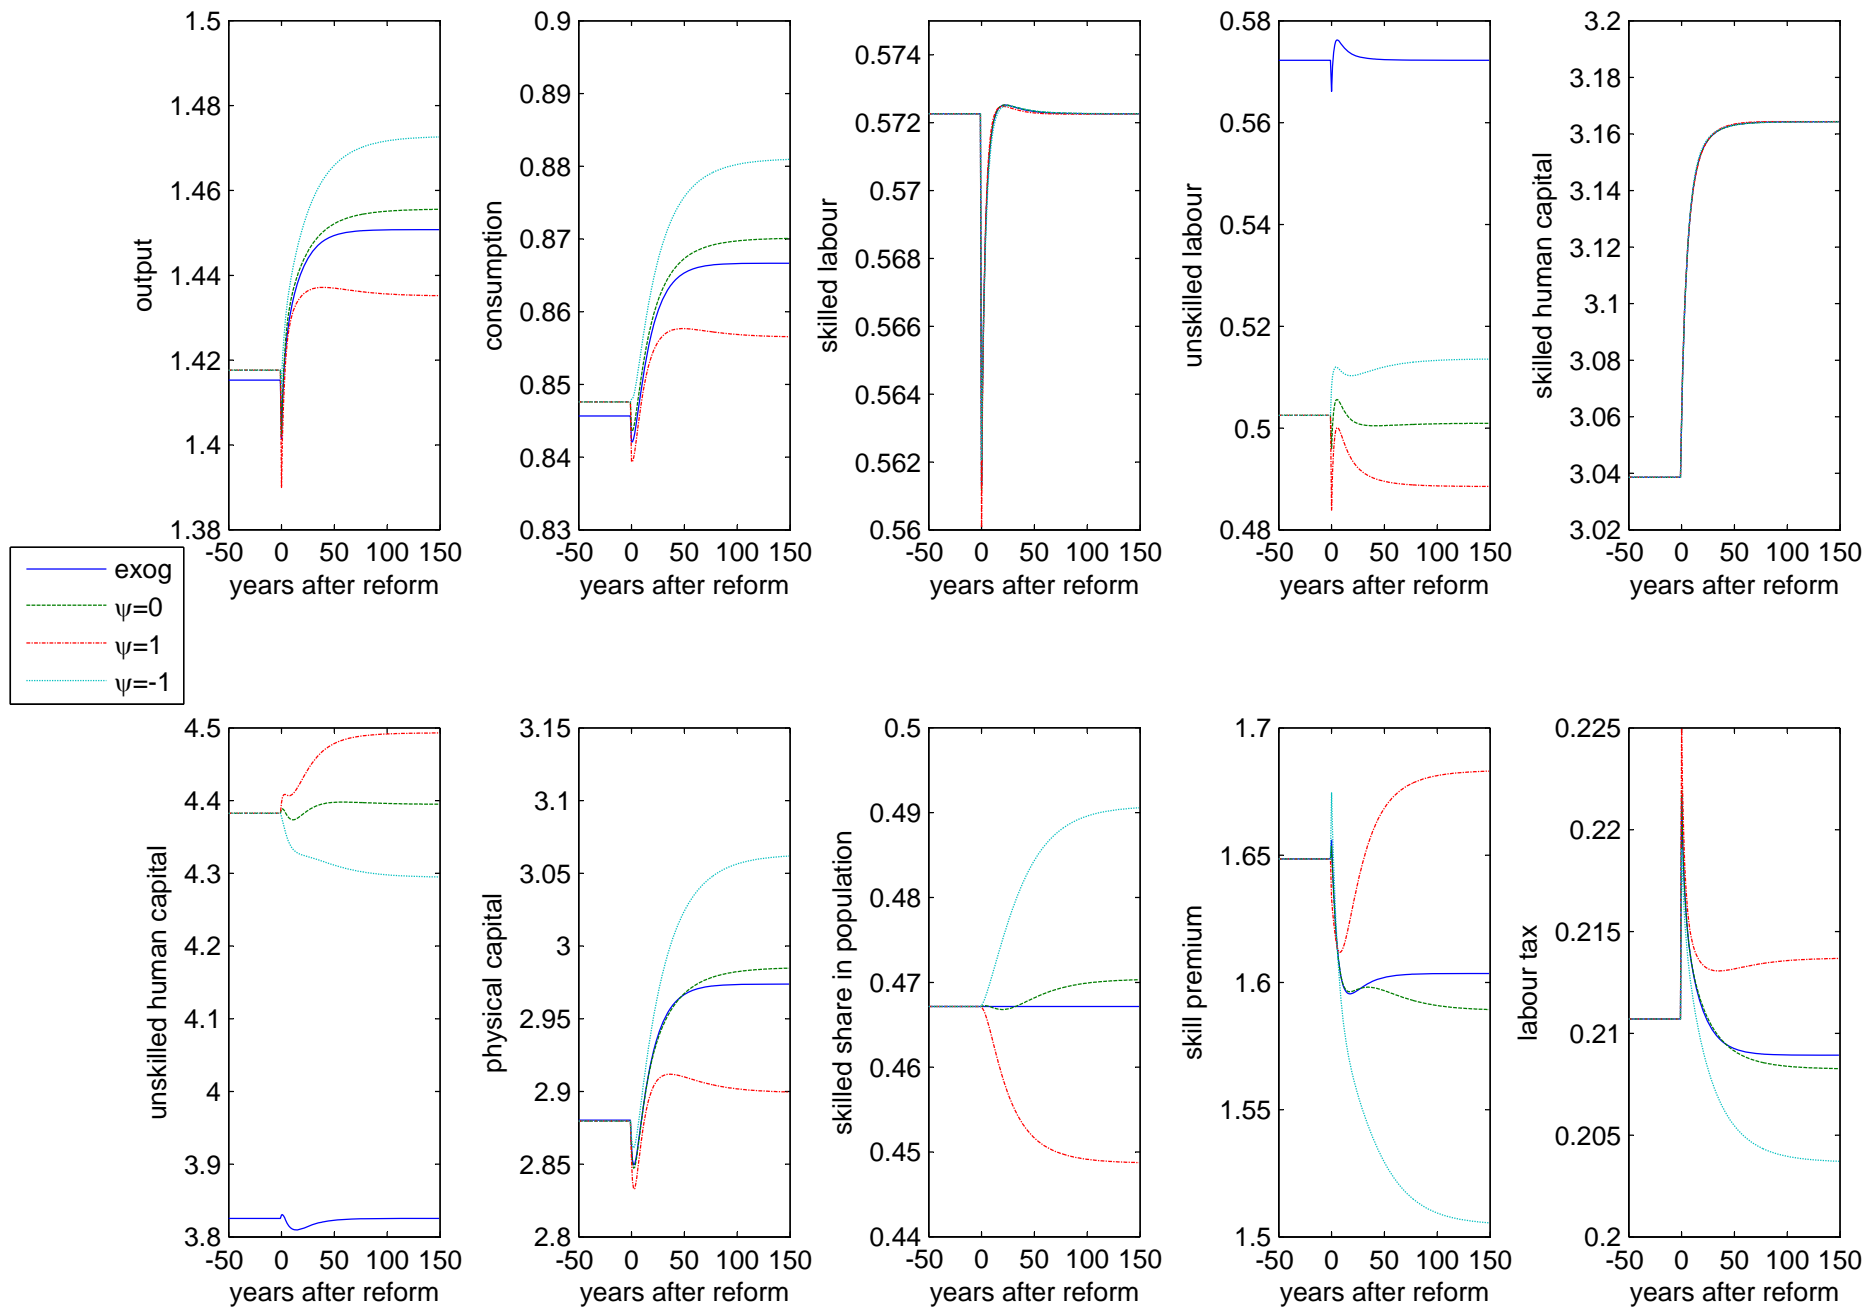 output
1.5
1.48
1.46
1.44
1.42
1.4
1.38
-50 0 50 100 150
years after reform
consumption
0.9
0.89
0.88
0.87
0.86
0.85
0.84
0.83
-50 0 50 100 150
years after reform
skilled labour
0.574
0.572
0.57
0.568
0.566
0.564
0.562
0.56
-50 0 50 100 150
years after reform
unskilled labour
0.58
0.56
0.54
0.52
0.5
0.48
-50 0 50 100 150
years after reform
skilled human capital
3.2
3.18
3.16
3.14
3.12
3.1
3.08
3.06
3.04
3.02
-50 0 50 100 150
years after reform
exog
ψ=0
ψ=1
ψ=-1
unskilled human capital
4.5
4.4
4.3
4.2
4.1
4
3.9
3.8
-50 0 50 100 150
years after reform
physical capital
3.15
3.1
3.05
3
2.95
2.9
2.85
2.8
-50 0 50 100 150
years after reform
skilled share in population
0.5
0.49
0.48
0.47
0.46
0.45
0.44
-50 0 50 100 150
years after reform
skill premium
1.7
1.65
1.6
1.55
1.5
-50 0 50 100 150
years after reform
labour tax
0.225
0.22
0.215
0.21
0.205
0.2
-50 0 50 100 150
years after reform